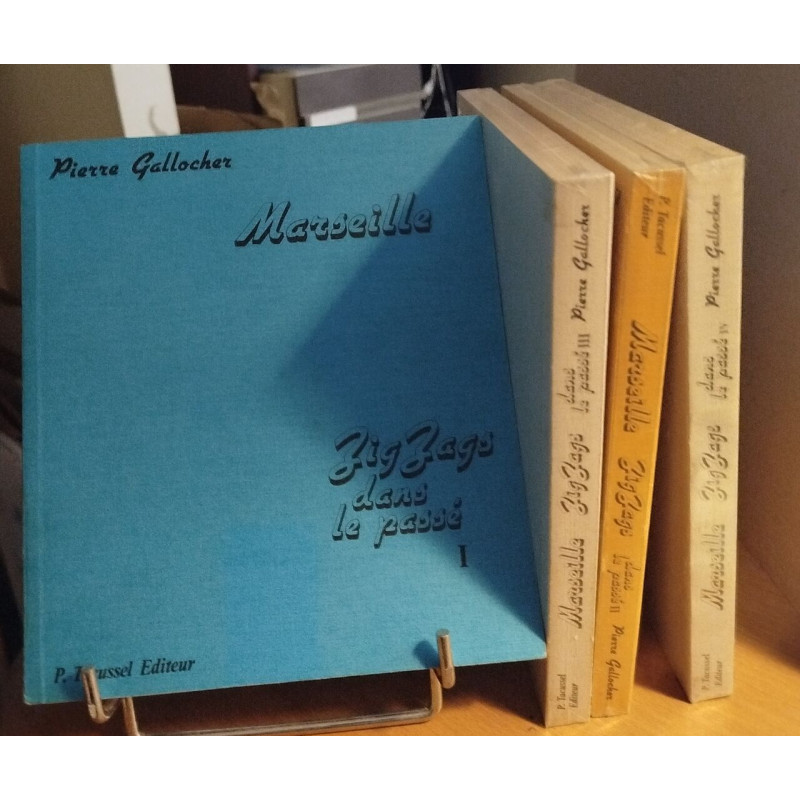 Pierre Gallocher
Marseille
ZigZags
dans
le passé
I
P. Tacussel Editeur
Marseille ZigZags dans
le passé III Pierre Gallocher
P. Tacussel
Editeur
P. Tacussel
Editeur
Marseille ZigZags dans
le passé II Pierre Gallocher
Marseille ZigZags dans
le passé IV Pierre Gallocher
P. Tacussel
Editeur